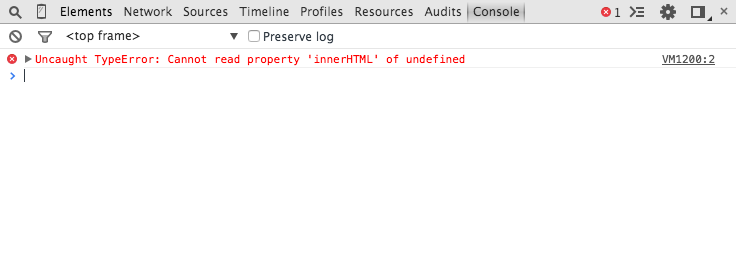 Elements Network Sources Timeline Profiles Resources Audits Console 1 ×
<top frame> ▼ Preserve log
Uncaught TypeError: Cannot read property 'innerHTML' of undefined VM1200:2
>